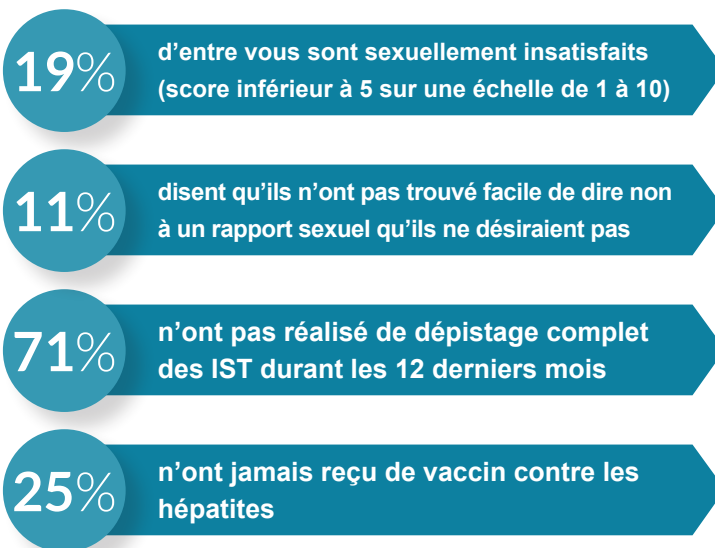 19%
d’entre vous sont sexuellement insatisfaits
(score inférieur à 5 sur une échelle de 1 à 10)
11%
disent qu’ils n’ont pas trouvé facile de dire non
à un rapport sexuel qu’ils ne désiraient pas
71%
n’ont pas réalisé de dépistage complet
des IST durant les 12 derniers mois
25%
n’ont jamais reçu de vaccin contre les
hépatites